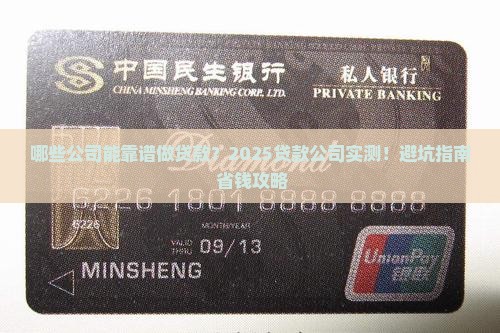 中国民生银行
CHINA MINSHENG BANKING CORP., LTD.
私人银行
PRIVATE BANKING
哪些公司能靠谱做贷款？2025贷款公司实测！避坑指南
省钱攻略
Diamond
6226 1801 8888 8888
6226
VALID
THRU
09/13
MINSHENG
UnionPay
银联